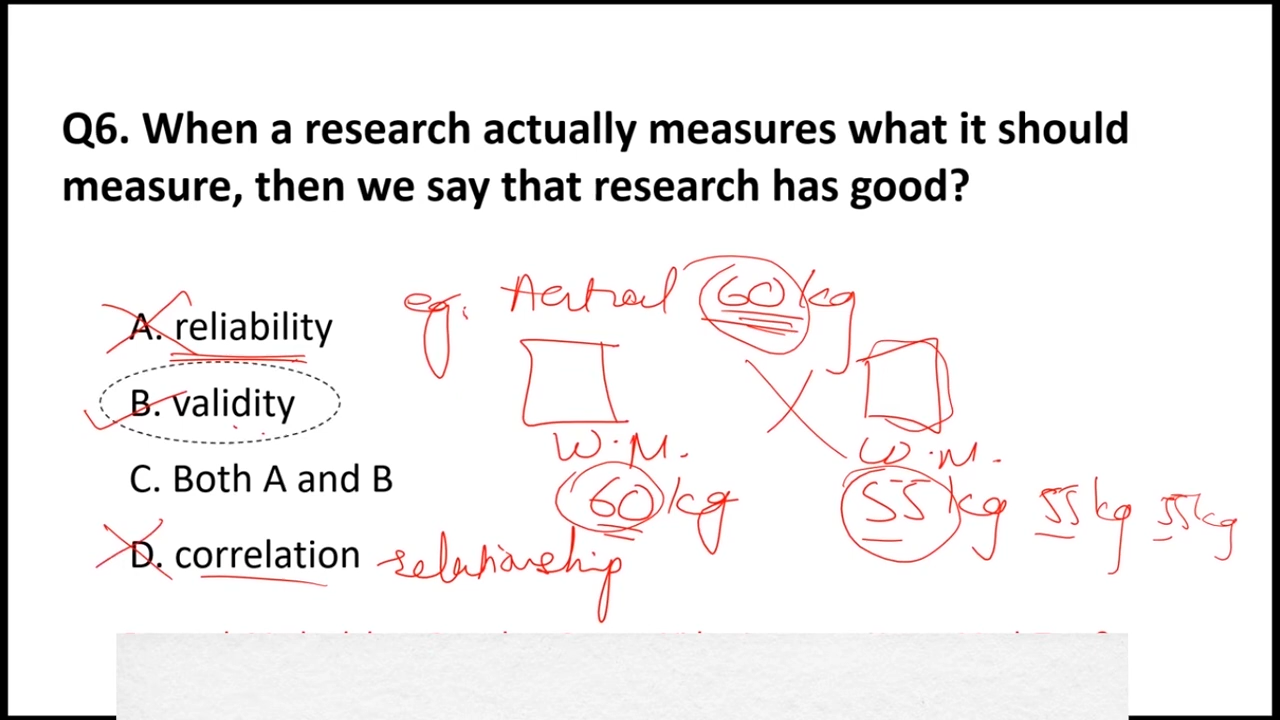 Q6. When a research actually measures what it should
measure, then we say that research has good?
eg. Actual 60 kg
A. reliability
B. validity
W.M. W.M.
C. Both A and B
60 kg 55 kg 55 kg 55 kg
D. correlation relationship